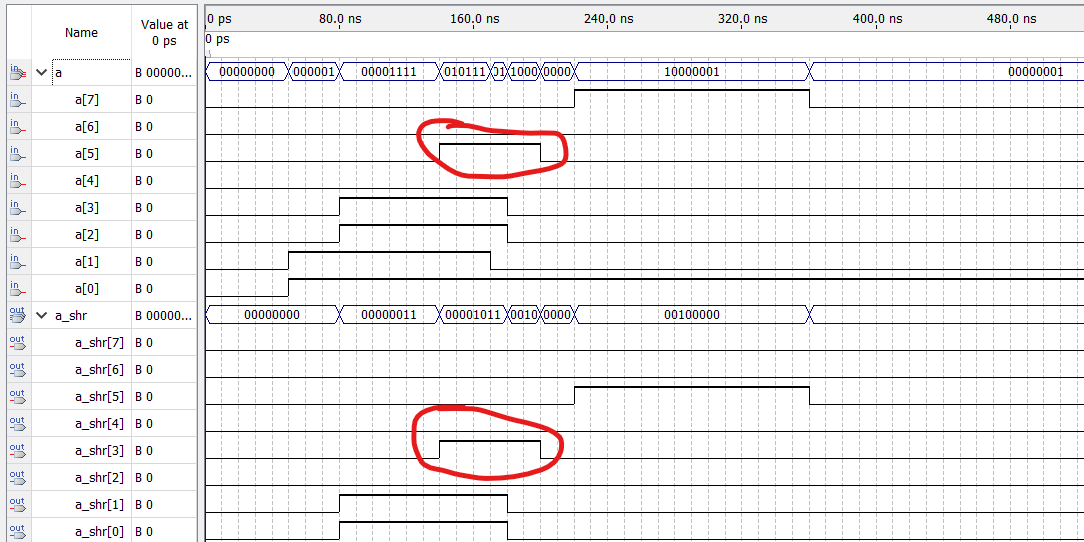 Name Value at 0 ps 0 ps 80.0 ns 160.0 ns 240.0 ns 320.0 ns 400.0 ns 480.0 ns
0 ps
in a B 00000... 00000000 000001 00001111 010111 01 1000 0000 10000001 00000001
in a[7] B 0
in a[6] B 0
in a[5] B 0
in a[4] B 0
in a[3] B 0
in a[2] B 0
in a[1] B 0
in a[0] B 0
out a_shr B 00000... 00000000 00000011 00001011 0010 0000 00100000
out a_shr[7] B 0
out a_shr[6] B 0
out a_shr[5] B 0
out a_shr[4] B 0
out a_shr[3] B 0
out a_shr[2] B 0
out a_shr[1] B 0
out a_shr[0] B 0